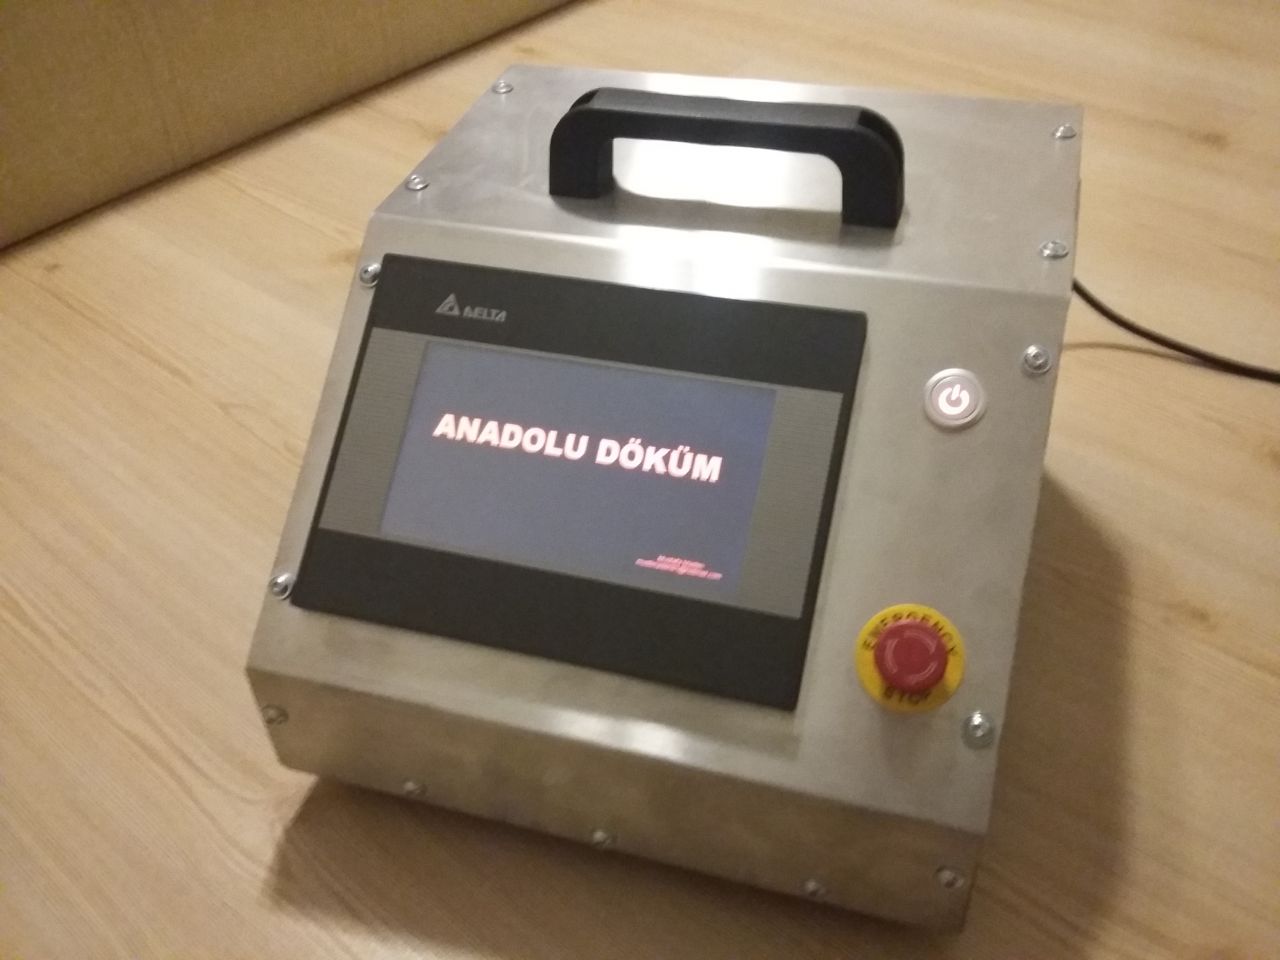 DELTA
ANADOLU DÖKÜM
EMERGENCY
STOP